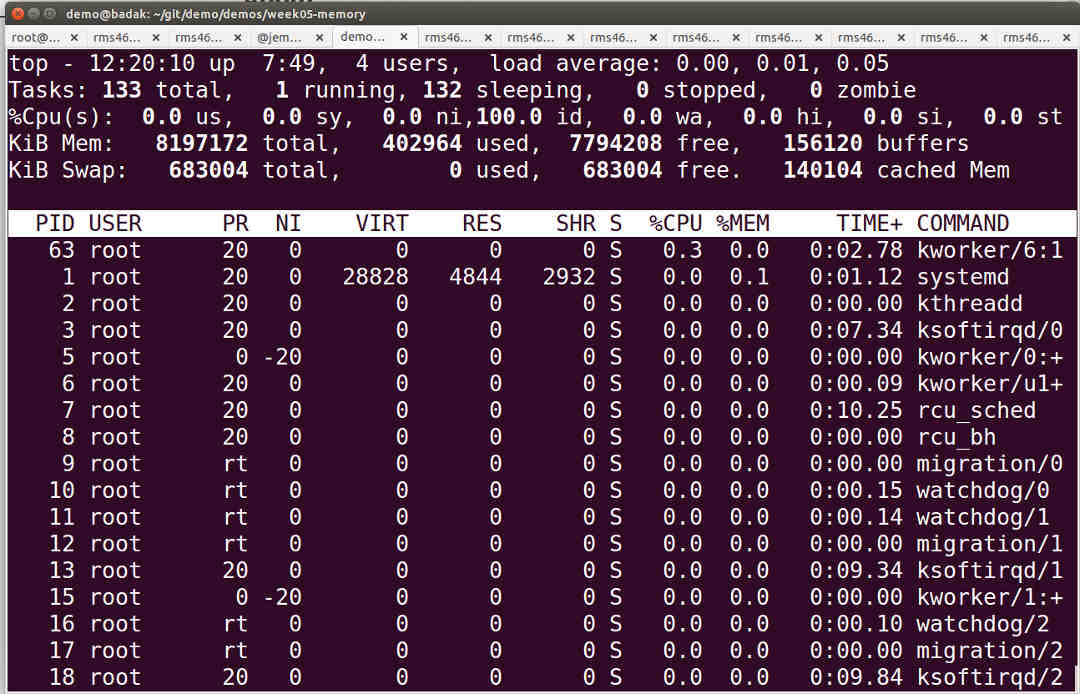 demo@badak: ~/git/demo/demos/week05-memory
root@... × rms46... × rms46... × @jem... × demo... × rms46... × rms46... × rms46... × rms46... × rms46... × rms46... × rms46... × rms46... ×
top - 12:20:10 up  7:49,  4 users,  load average: 0.00, 0.01, 0.05
Tasks: 133 total,   1 running, 132 sleeping,   0 stopped,   0 zombie
%Cpu(s):  0.0 us,  0.0 sy,  0.0 ni,100.0 id,  0.0 wa,  0.0 hi,  0.0 si,  0.0 st
KiB Mem:   8197172 total,   402964 used,  7794208 free,   156120 buffers
KiB Swap:   683004 total,        0 used,   683004 free.   140104 cached Mem
PID USER      PR  NI    VIRT    RES    SHR S  %CPU %MEM     TIME+ COMMAND
63 root      20   0       0      0      0 S   0.3  0.0   0:02.78 kworker/6:1
1 root      20   0   28828   4844   2932 S   0.0  0.1   0:01.12 systemd
2 root      20   0       0      0      0 S   0.0  0.0   0:00.00 kthreadd
3 root      20   0       0      0      0 S   0.0  0.0   0:07.34 ksoftirqd/0
5 root       0 -20       0      0      0 S   0.0  0.0   0:00.00 kworker/0:+
6 root      20   0       0      0      0 S   0.0  0.0   0:00.09 kworker/u1+
7 root      20   0       0      0      0 S   0.0  0.0   0:10.25 rcu_sched
8 root      20   0       0      0      0 S   0.0  0.0   0:00.00 rcu_bh
9 root      rt   0       0      0      0 S   0.0  0.0   0:00.00 migration/0
10 root      rt   0       0      0      0 S   0.0  0.0   0:00.15 watchdog/0
11 root      rt   0       0      0      0 S   0.0  0.0   0:00.14 watchdog/1
12 root      rt   0       0      0      0 S   0.0  0.0   0:00.00 migration/1
13 root      20   0       0      0      0 S   0.0  0.0   0:09.34 ksoftirqd/1
15 root       0 -20       0      0      0 S   0.0  0.0   0:00.00 kworker/1:+
16 root      rt   0       0      0      0 S   0.0  0.0   0:00.10 watchdog/2
17 root      rt   0       0      0      0 S   0.0  0.0   0:00.00 migration/2
18 root      20   0       0      0      0 S   0.0  0.0   0:09.84 ksoftirqd/2